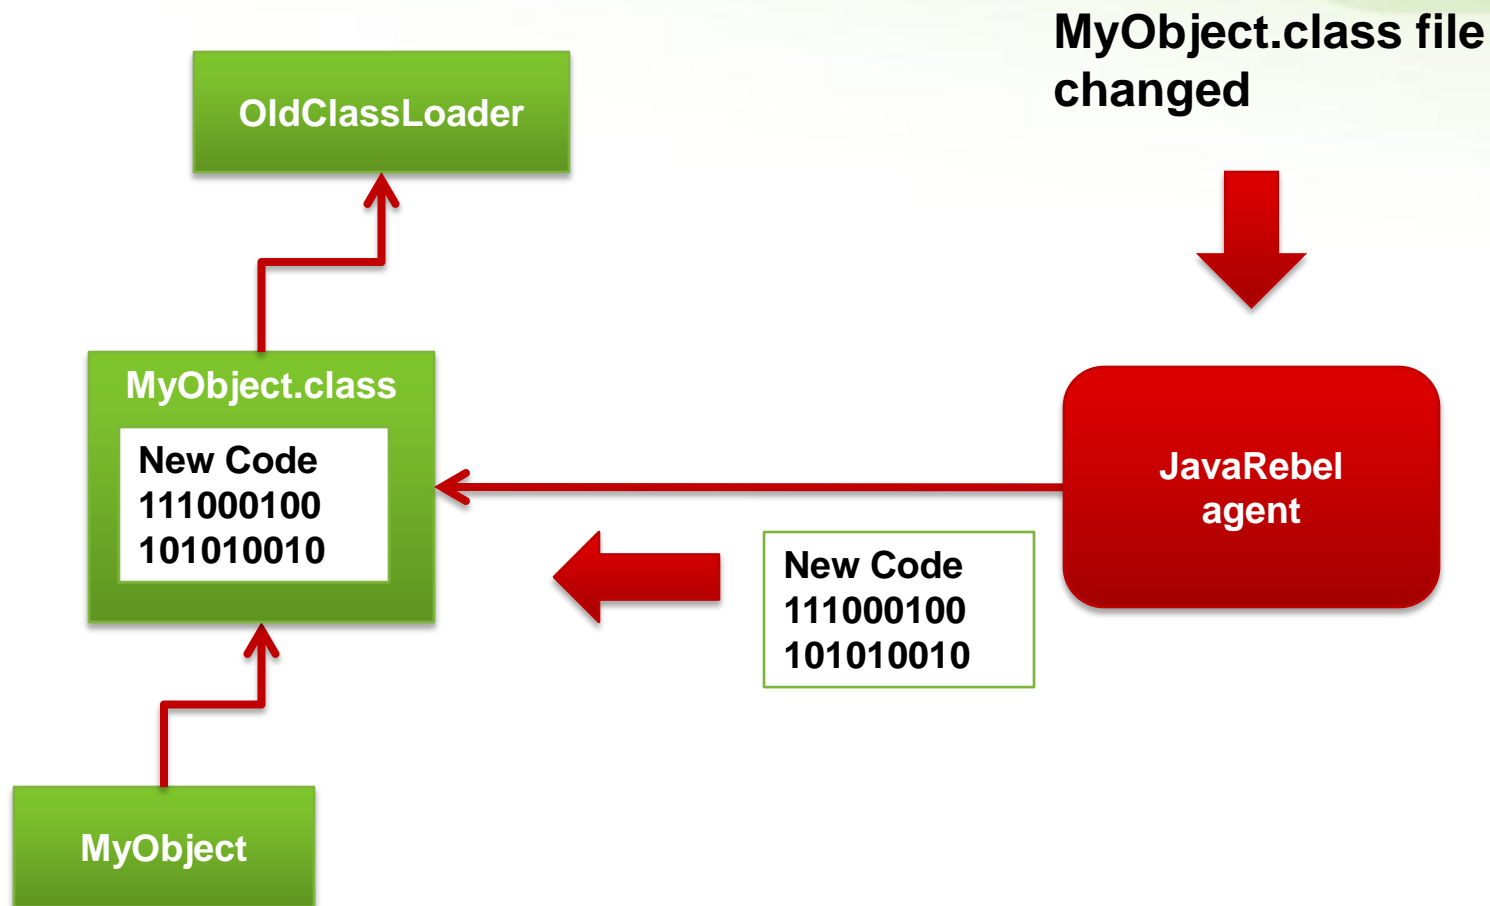 MyObject.class file
changed
OldClassLoader
MyObject.class
New Code
111000100
101010010
JavaRebel
agent
New Code
111000100
101010010
MyObject